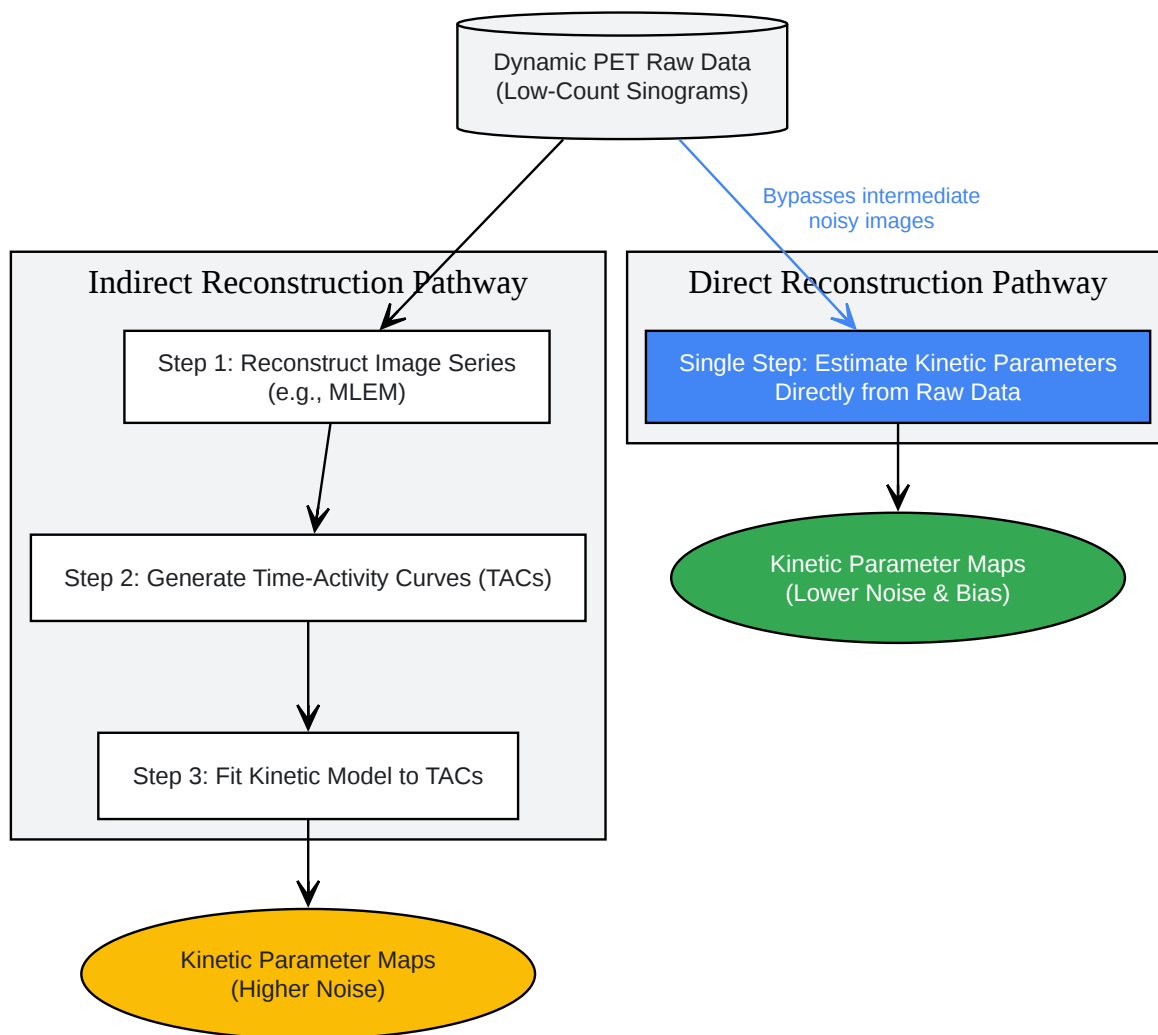 Dynamic PET Raw Data
(Low-Count Sinograms)
Bypasses intermediate
noisy images
Indirect Reconstruction Pathway
Step 1: Reconstruct Image Series
(e.g., MLEM)
Step 2: Generate Time-Activity Curves (TACs)
Step 3: Fit Kinetic Model to TACs
Kinetic Parameter Maps
(Higher Noise)
Direct Reconstruction Pathway
Single Step: Estimate Kinetic Parameters
Directly from Raw Data
Kinetic Parameter Maps
(Lower Noise & Bias)